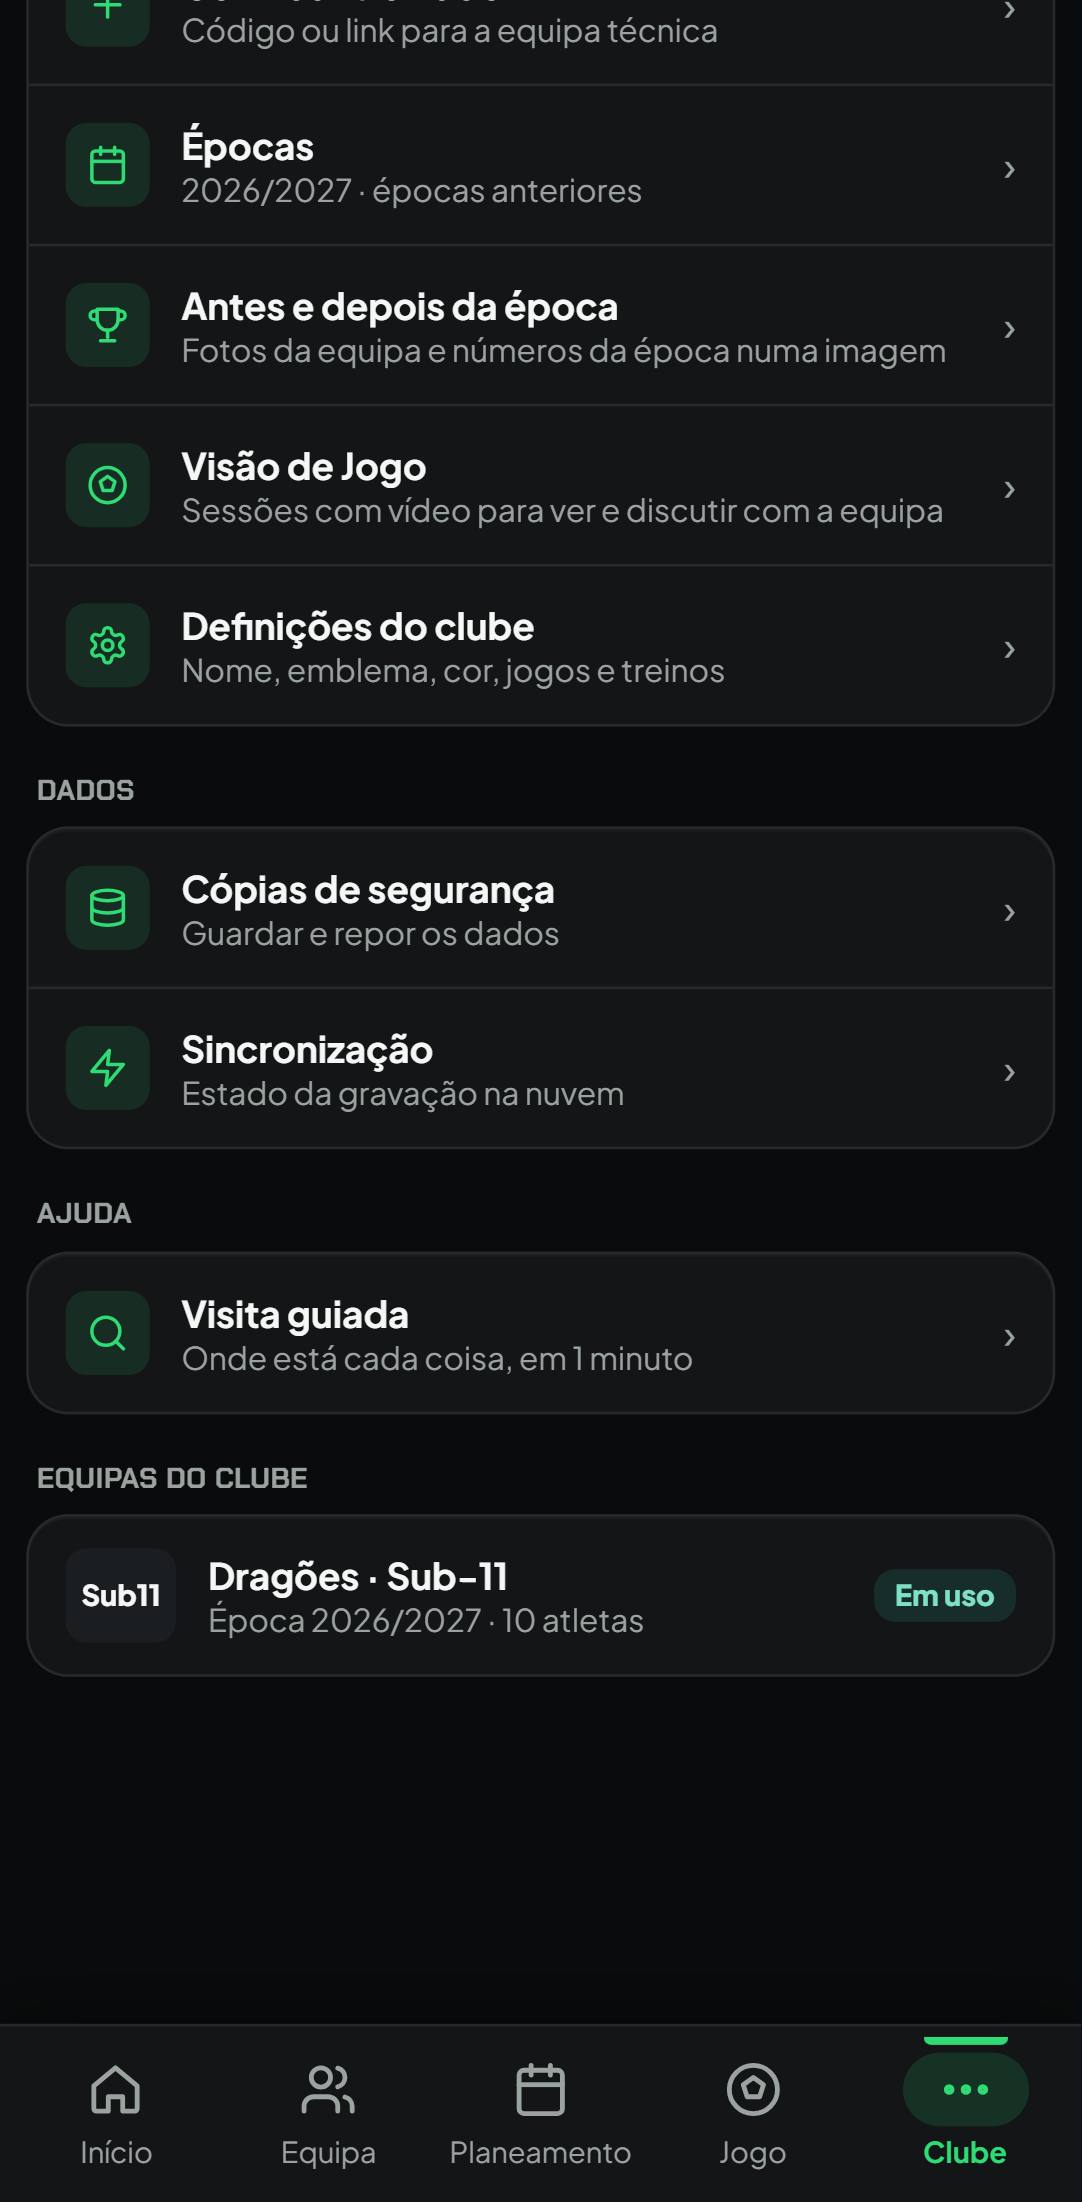 Código ou link para a equipa técnica
Épocas
2026/2027 · épocas anteriores
Antes e depois da época
Fotos da equipa e números da época numa imagem
Visão de Jogo
Sessões com vídeo para ver e discutir com a equipa
Definições do clube
Nome, emblema, cor, jogos e treinos
DADOS
Cópias de segurança
Guardar e repor os dados
Sincronização
Estado da gravação na nuvem
AJUDA
Visita guiada
Onde está cada coisa, em 1 minuto
EQUIPAS DO CLUBE
Sub11
Dragões · Sub-11
Época 2026/2027 · 10 atletas
Em uso
Início
Equipa
Planeamento
Jogo
Clube